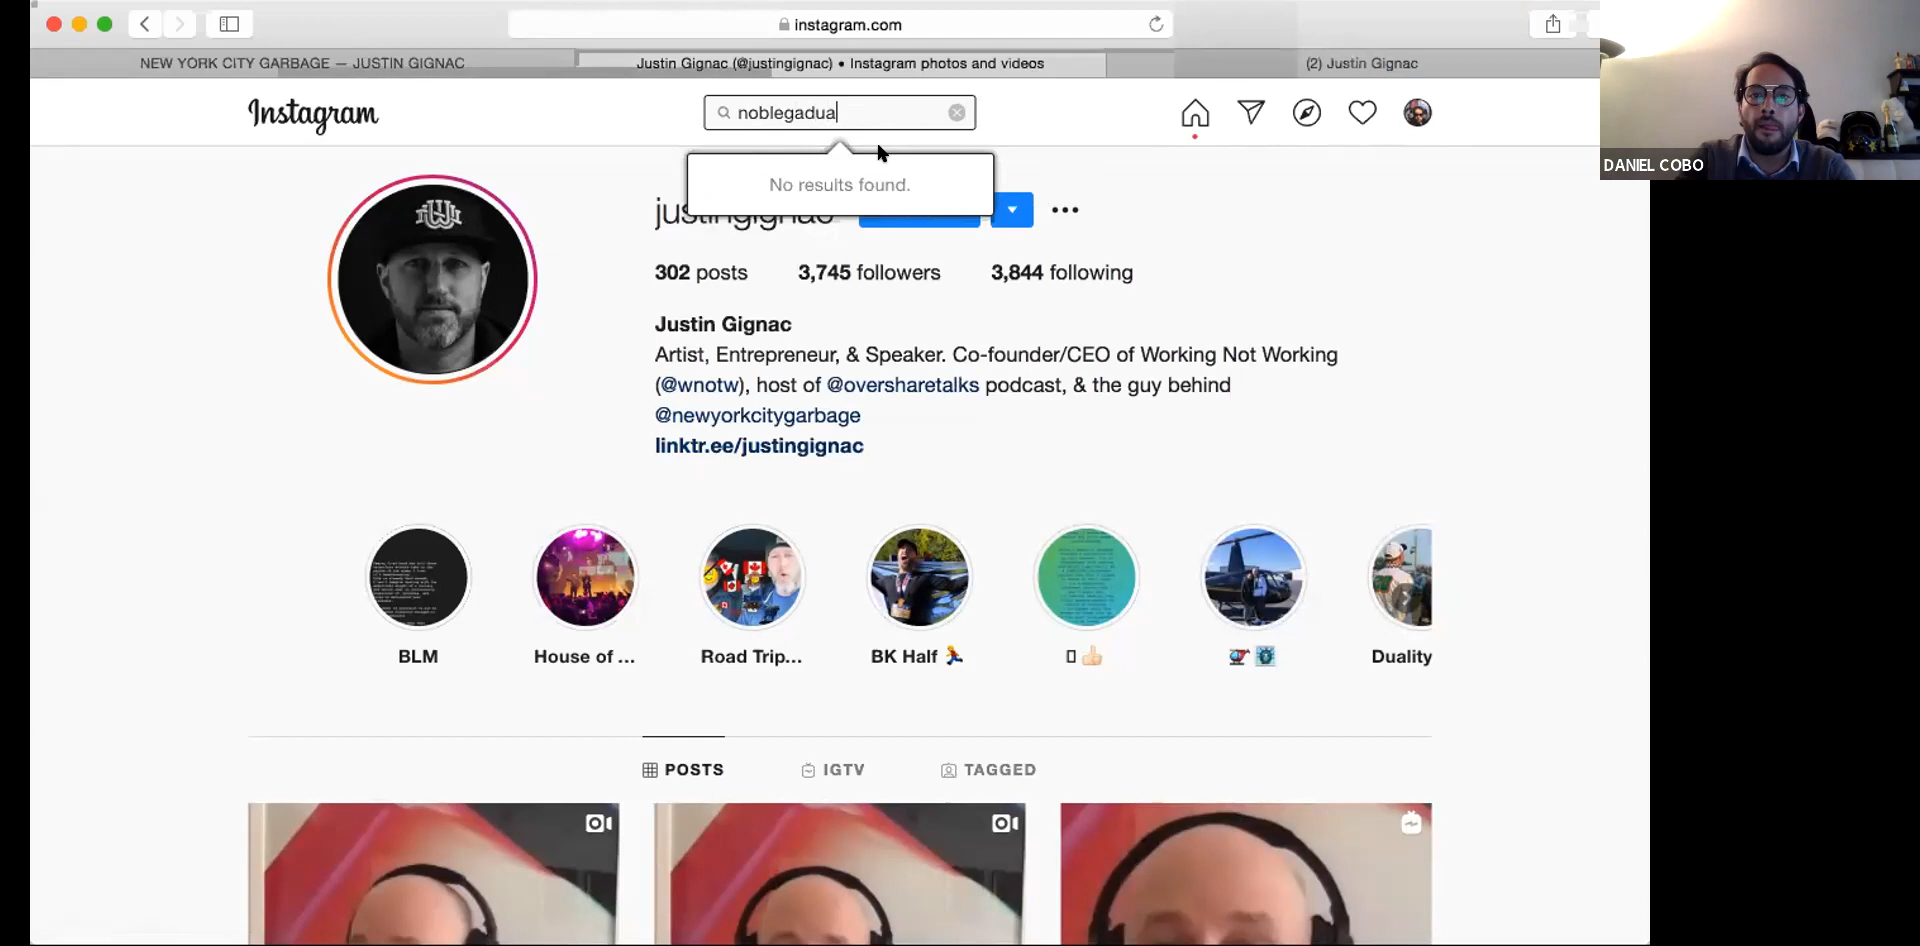 instagram.com
NEW YORK CITY GARBAGE — JUSTIN GIGNAC
Justin Gignac (@justingignac) • Instagram photos and videos
(2) Justin Gignac
Instagram
noblegadua
No results found.
justingignac
302 posts 3,745 followers 3,844 following
Justin Gignac
Artist, Entrepreneur, & Speaker. Co-founder/CEO of Working Not Working
(@wnotw), host of @oversharetalks podcast, & the guy behind
@newyorkcitygarbage
linktr.ee/justingignac
BLM House of ... Road Trip... BK Half Duality
POSTS IGTV TAGGED
DANIEL COBO